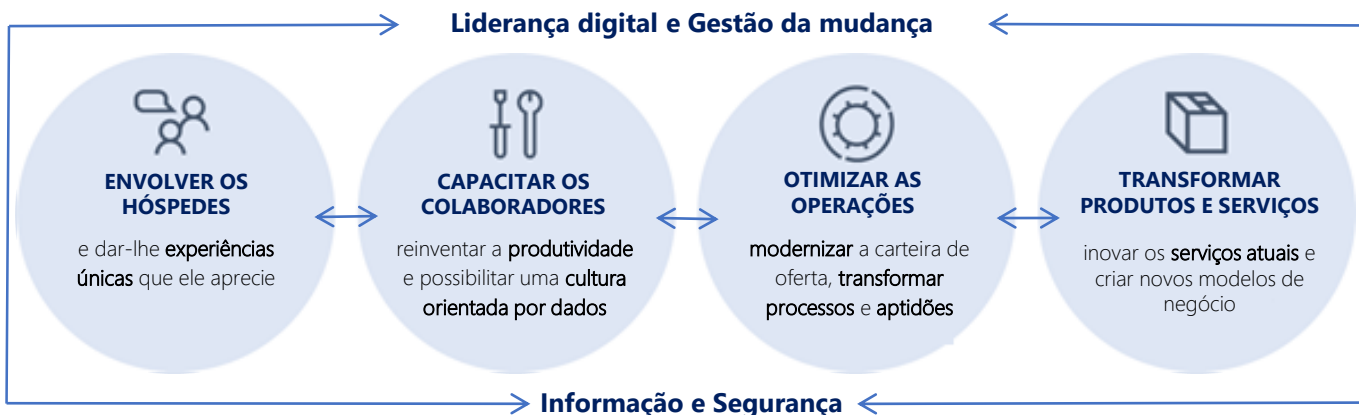 Liderança digital e Gestão da mudança
ENVOLVER OS
HÓSPEDES
e dar-lhe experiências
únicas que ele aprecie
CAPACITAR OS
COLABORADORES
reinventar a produtividade
e possibilitar uma cultura
orientada por dados
OTIMIZAR AS
OPERAÇÕES
modernizar a carteira de
oferta, transformar
processos e aptidões
TRANSFORMAR
PRODUTOS E SERVIÇOS
inovar os serviços atuais e
criar novos modelos de
negócio
Informação e Segurança